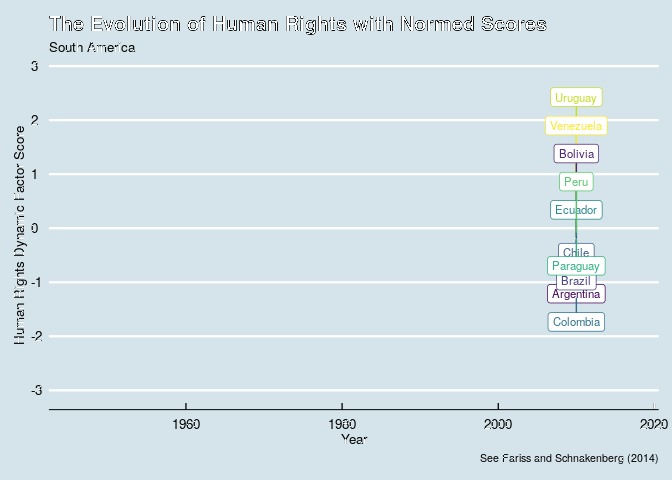 The Evolution of Human Rights with Normed Scores
South America
3
2
1
0
-1
-2
-3
Human Rights Dynamic Factor Score
Uruguay
Venezuela
Bolivia
Peru
Ecuador
Chile
Paraguay
Brazil
Argentina
Colombia
1960 1980 2000 2020
Year
See Fariss and Schnakenberg (2014)